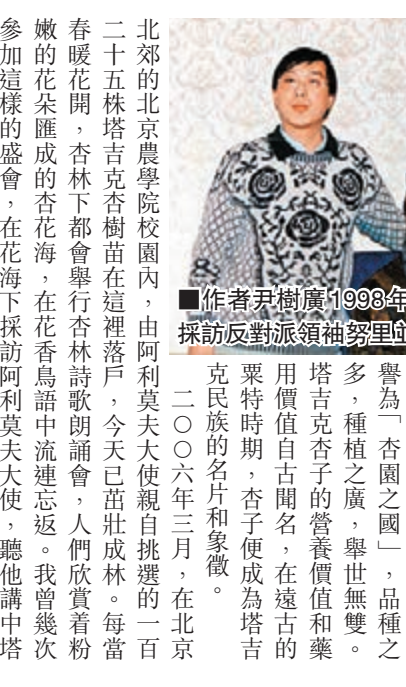 ■作者尹樹廣1998年
採訪反對派領袖努里並
譽為「杏園之國」,品種之
多,種植之廣,舉世無雙。
塔吉克杏子的營養價值和藥
用價值自古聞名,在遠古的
粟特時期,杏子便成為塔吉
克民族的名片和象徵。
二〇〇六年三月,在北京
北郊的北京農學院校園內,由阿利莫夫大使親自挑選的一百
二十五株塔吉克杏樹苗在這裡落戶,今天已茁壯成林。每當
春暖花開,杏林下都會舉行杏林詩歌朗誦會,人們欣賞着粉
嫩的花朵匯成的杏花海,在花香鳥語中流連忘返。我曾幾次
參加這樣的盛會,在花海下採訪阿利莫夫大使,聽他講中塔